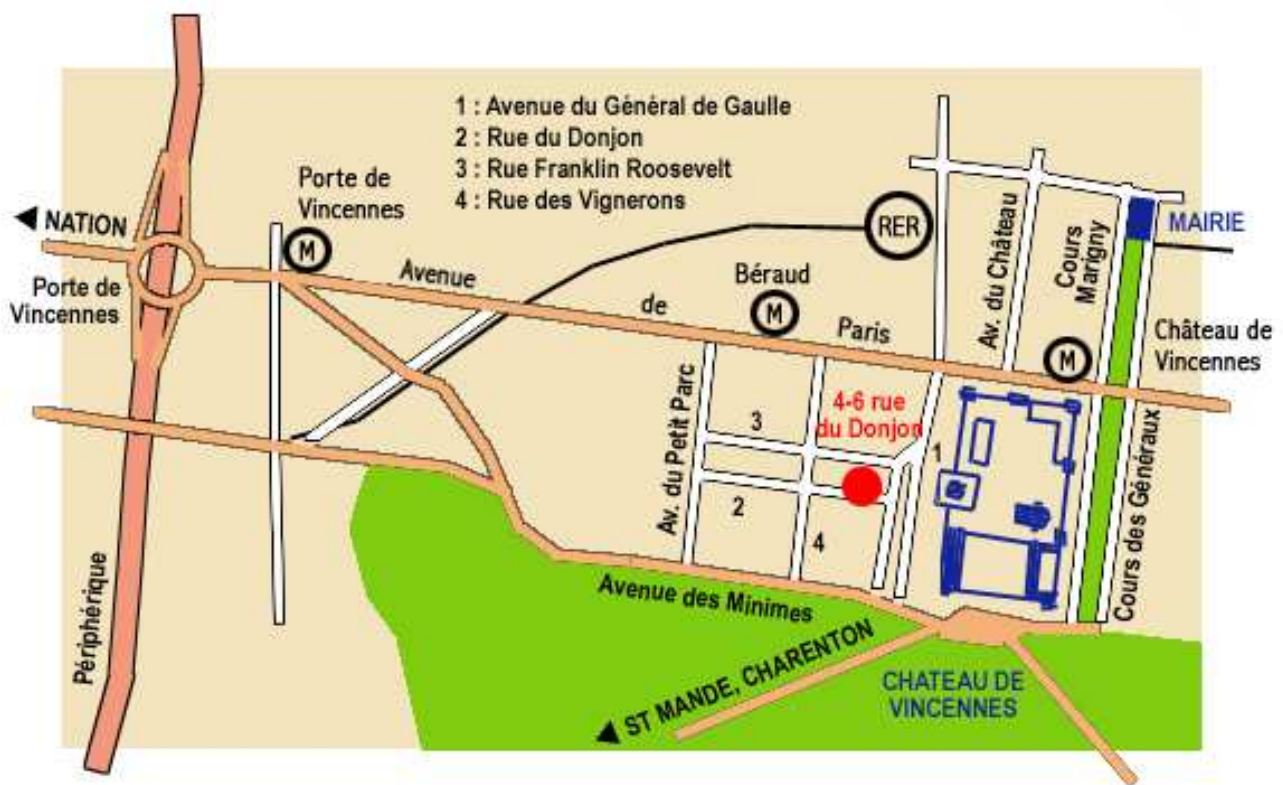 1 : Avenue du Général de Gaulle
2 : Rue du Donjon
3 : Rue Franklin Roosevelt
4 : Rue des Vignerons
NATION
Porte de
Vincennes
M
Porte de
Vincennes
RER
MAIRIE
Avenue
de
Paris
Béraud
M
Av. du Château
Cours
Marigny
M
Château de
Vincennes
Av. du Petit Parc
3
4-6 rue
du Donjon
1
2
4
Cours des Généraux
Périphérique
Avenue des Minimes
ST MANDE, CHARENTON
CHATEAU DE
VINCENNES